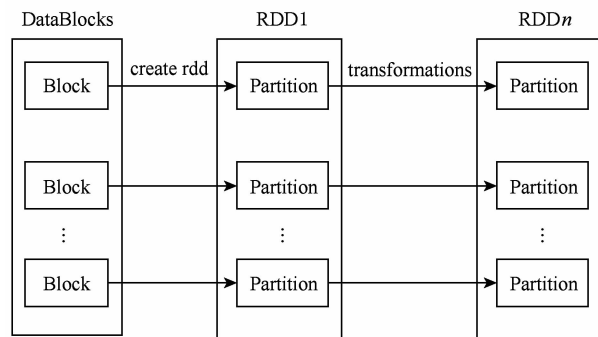 DataBlocks RDD1 RDDn
create rdd transformations
Block Partition Partition
Block Partition Partition
⋮ ⋮ ⋮
Block Partition Partition